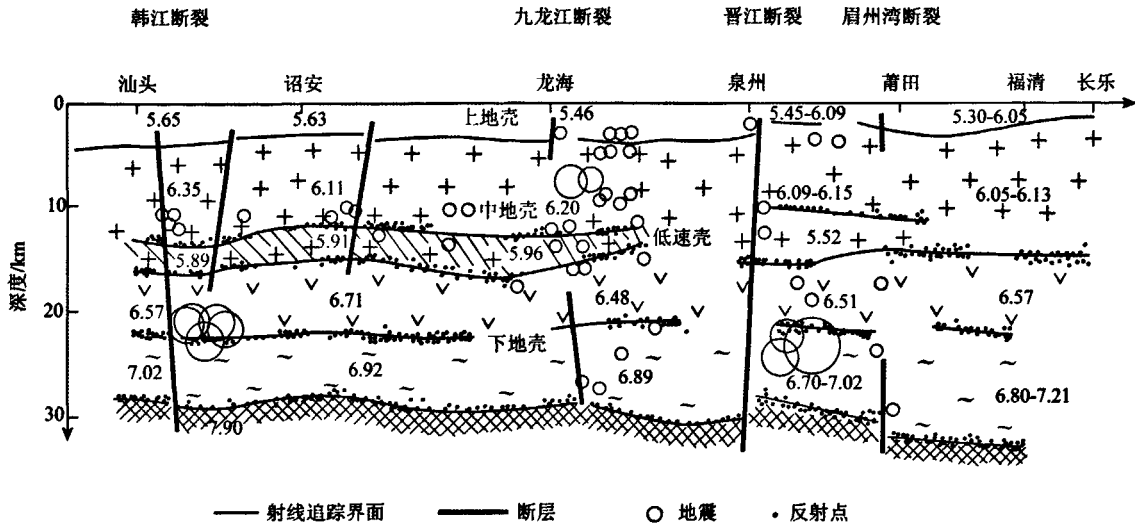 韩江断裂 九龙江断裂 晋江断裂 眉州湾断裂
汕头 诏安 龙海 泉州 莆田 福清 长乐
0
5.65 5.63 上地壳 5.46 5.45-6.09 5.30-6.05
6.35 6.11 6.20 6.09-6.15 6.05-6.13
10
中地壳
5.89 5.91 5.96 低速壳 5.52
深度/km
20
6.57 6.71 6.48 6.51 6.57
下地壳
7.02 6.92 6.89 6.70-7.02 6.80-7.21
30
7.90
射线追踪界面 断层 地震 反射点